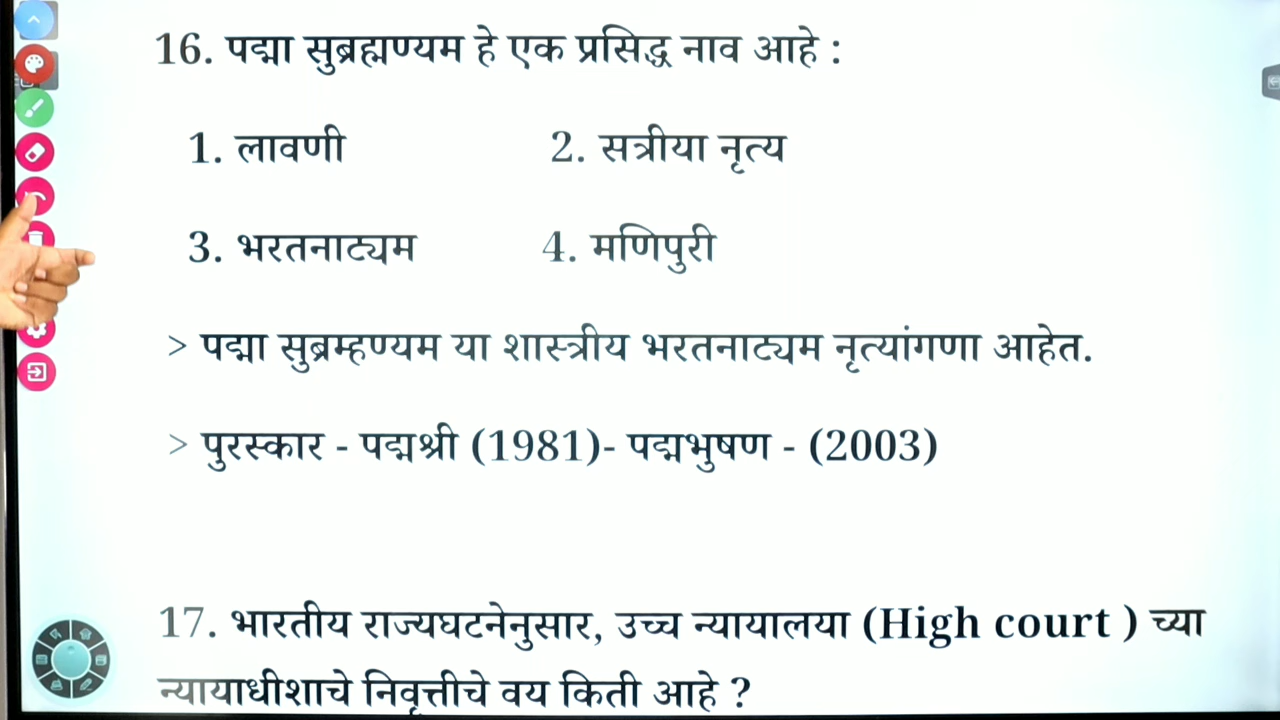 16. पद्मा सुब्रह्मण्यम हे एक प्रसिद्ध नाव आहे :
1. लावणी 2. सत्रीया नृत्य
3. भरतनाट्यम 4. मणिपुरी
> पद्मा सुब्रम्हण्यम या शास्त्रीय भरतनाट्यम नृत्यांगणा आहेत.
> पुरस्कार - पद्मश्री (1981)- पद्मभुषण - (2003)
17. भारतीय राज्यघटनेनुसार, उच्च न्यायालया (High court ) च्या
न्यायाधीशाचे निवृत्तीचे वय किती आहे ?